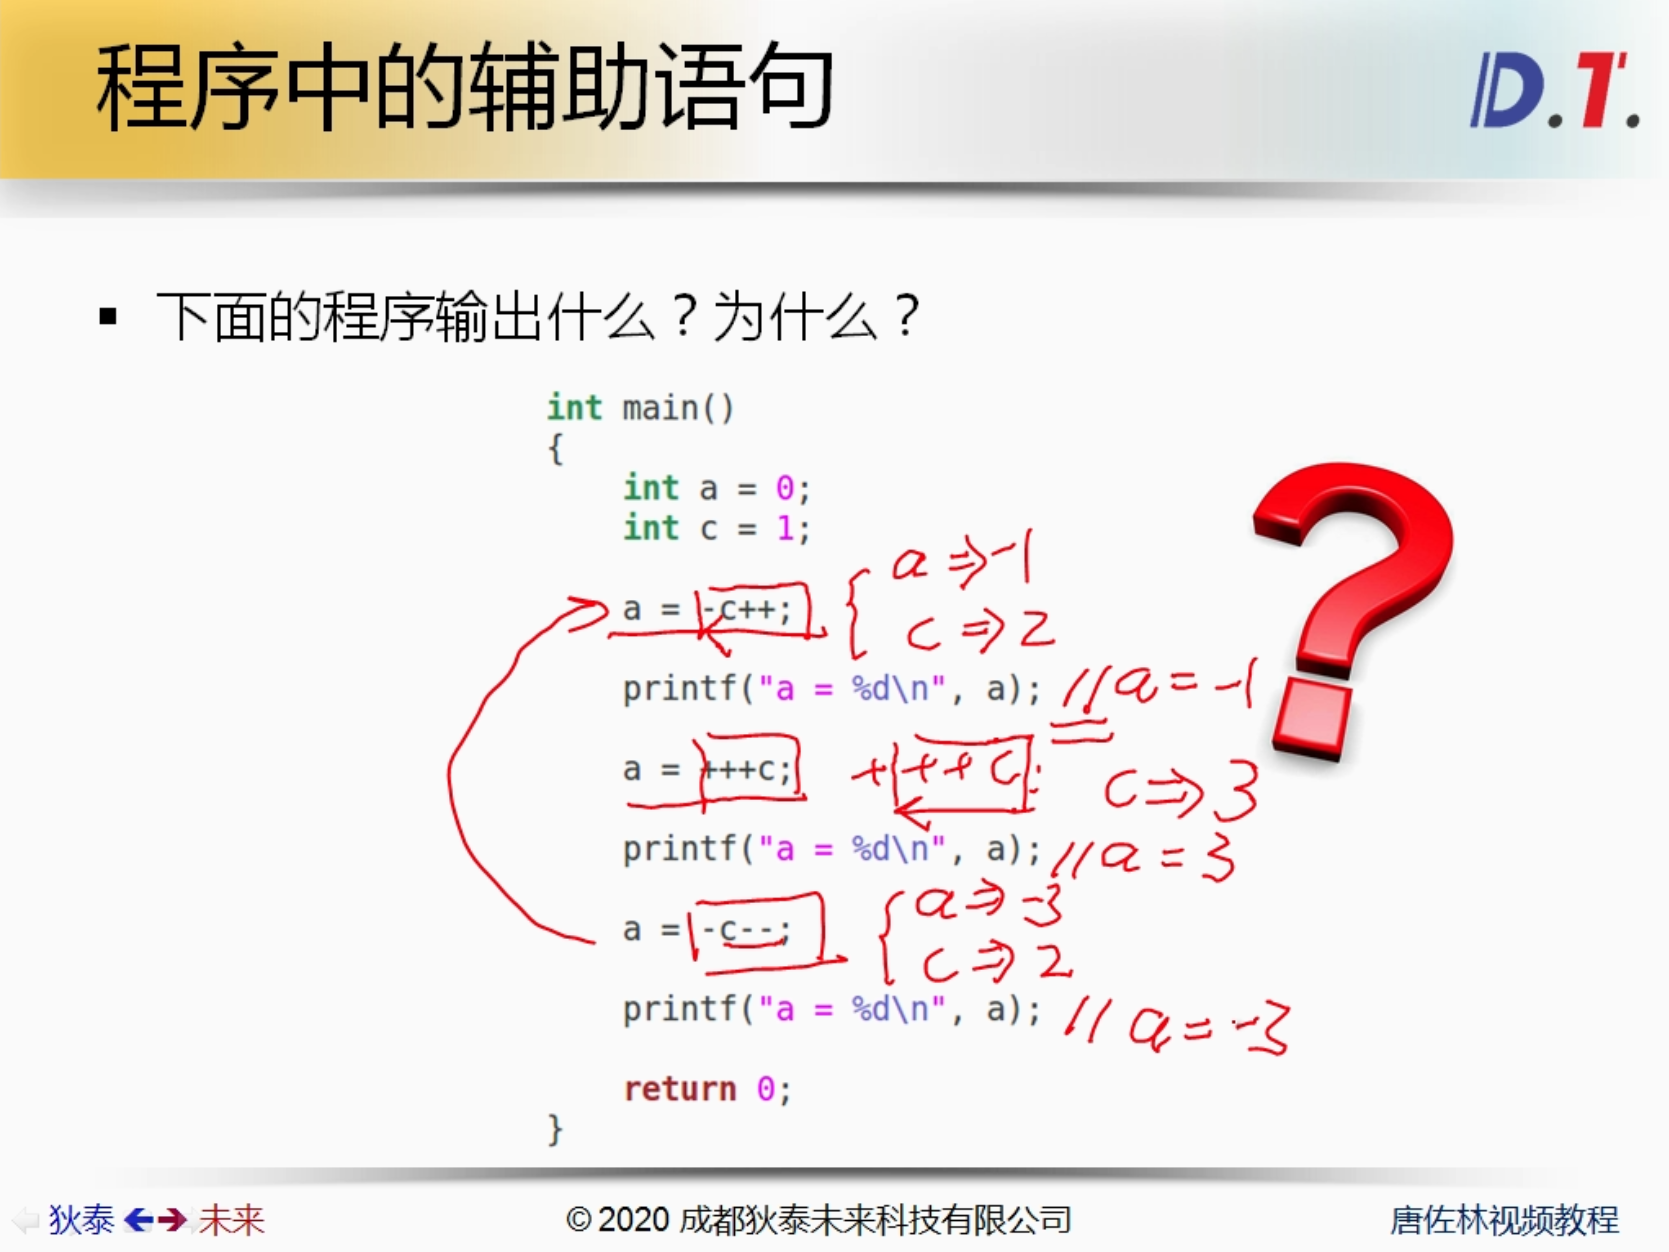 程序中的辅助语句
D.T.
▪ 下面的程序输出什么？为什么？
int main()
{
int a = 0;
int c = 1;
a ⇒ -1
a = -c++;
c ⇒ 2
printf("a = %d\n", a); // a = -1
a = +++c; + ++c; c ⇒ 3
printf("a = %d\n", a); // a = 3
a ⇒ -3
a = -c--;
c ⇒ 2
printf("a = %d\n", a); // a = -3
return 0;
}
狄泰 未来 © 2020 成都狄泰未来科技有限公司 唐佐林视频教程